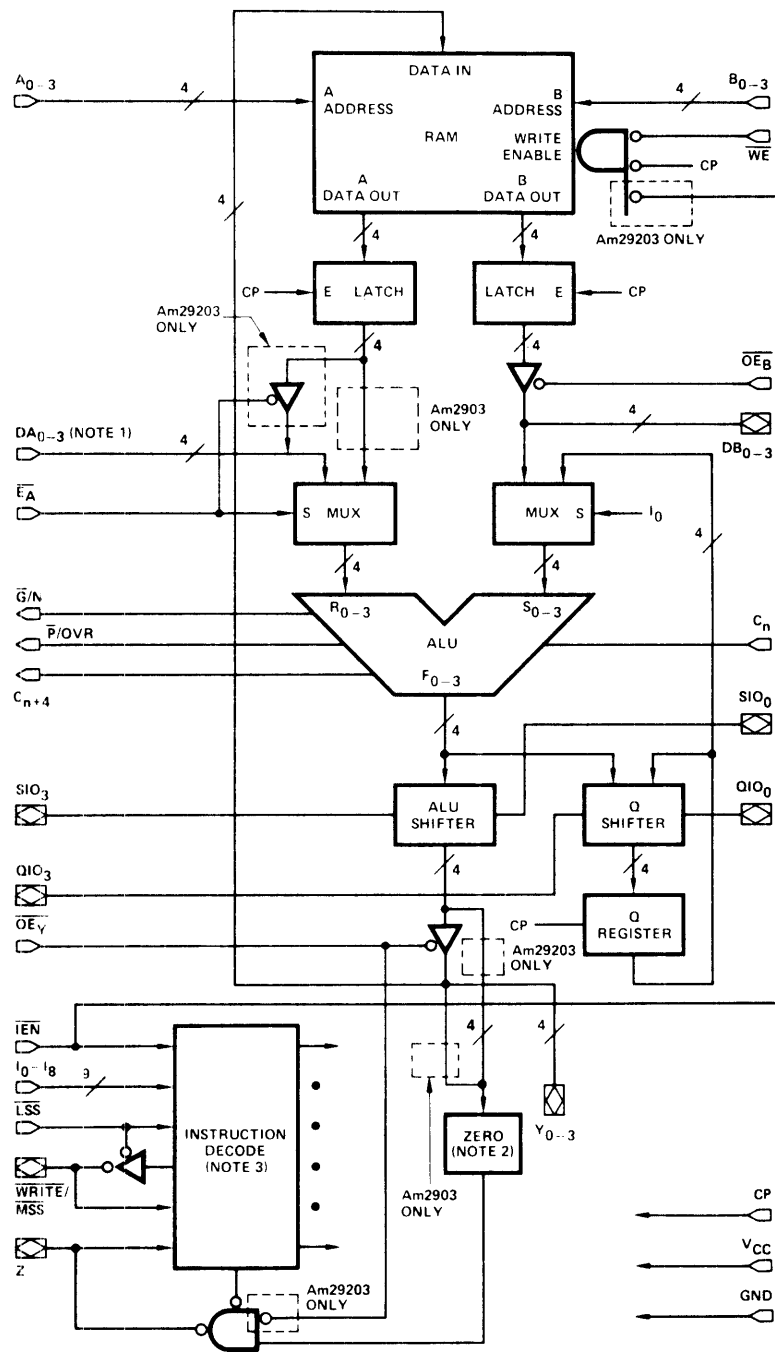 DATA IN
A0–3
4
A
ADDRESS
B
ADDRESS
4
B0–3
RAM
WRITE
ENABLE
WE
CP
A
DATA OUT
B
DATA OUT
4
Am29203 ONLY
4
4
CP
E LATCH
LATCH E
CP
Am29203
ONLY
4
4
OEB
Am2903
ONLY
DA0–3 (NOTE 1)
4
4
DB0–3
EA
S MUX
MUX S
I0
4
4
4
G/N
R0–3
S0–3
P/OVR
ALU
Cn
Cn+4
F0–3
4
SIO0
SIO3
ALU
SHIFTER
Q
SHIFTER
QIO0
4
4
QIO3
OEY
CP
Q
REGISTER
Am29203
ONLY
IEN
4
4
I0–I8
9
LSS
INSTRUCTION
DECODE
(NOTE 3)
ZERO
(NOTE 2)
Y0–3
WRITE/
MSS
Am2903
ONLY
CP
Z
VCC
Am29203
ONLY
GND